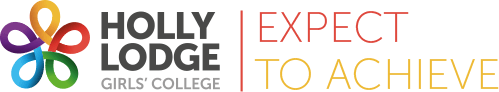 HOLLY
LODGE
GIRLS' COLLEGE
EXPECT
TO ACHIEVE